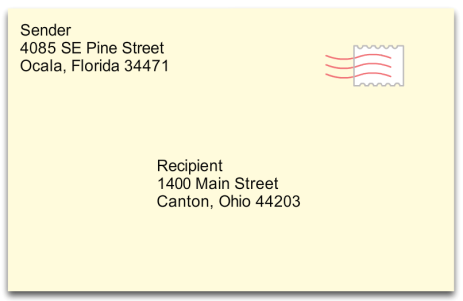 Sender
4085 SE Pine Street
Ocala, Florida 34471
Recipient
1400 Main Street
Canton, Ohio 44203